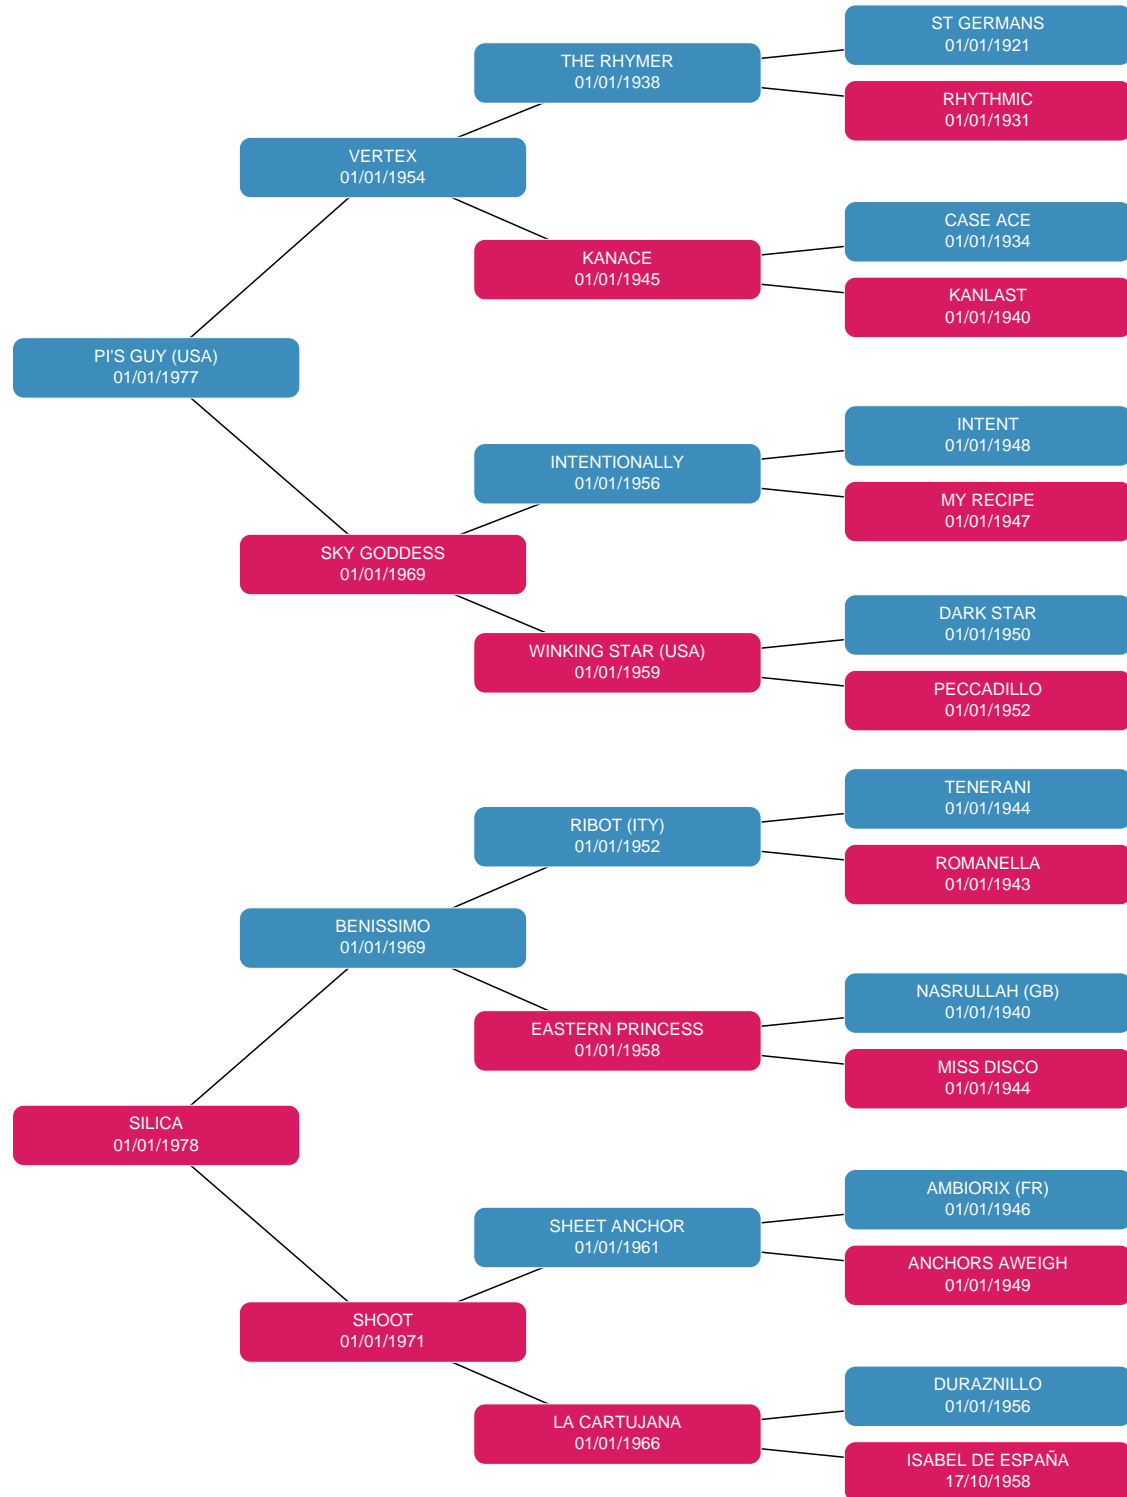 ST GERMANS
01/01/1921
THE RHYMER
01/01/1938
RHYTHMIC
01/01/1931
VERTEX
01/01/1954
CASE ACE
01/01/1934
KANACE
01/01/1945
KANLAST
01/01/1940
PI'S GUY (USA)
01/01/1977
INTENT
01/01/1948
INTENTIONALLY
01/01/1956
MY RECIPE
01/01/1947
SKY GODDESS
01/01/1969
DARK STAR
01/01/1950
WINKING STAR (USA)
01/01/1959
PECCADILLO
01/01/1952
TENERANI
01/01/1944
RIBOT (ITY)
01/01/1952
ROMANELLA
01/01/1943
BENISSIMO
01/01/1969
NASRULLAH (GB)
01/01/1940
EASTERN PRINCESS
01/01/1958
MISS DISCO
01/01/1944
SILICA
01/01/1978
AMBIORIX (FR)
01/01/1946
SHEET ANCHOR
01/01/1961
ANCHORS AWEIGH
01/01/1949
SHOOT
01/01/1971
DURAZNILLO
01/01/1956
LA CARTUJANA
01/01/1966
ISABEL DE ESPAÑA
17/10/1958